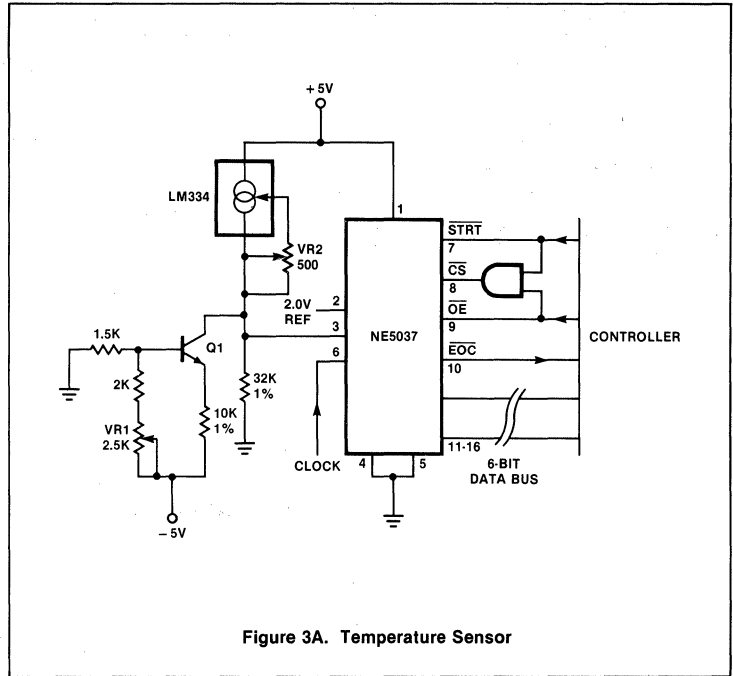 +5V
LM334
VR2
500
1
STRT
7
CS
8
2.0V
REF
2
OE
9
3
NE5037
CONTROLLER
1.5K
Q1
6
EOC
10
2K
32K
1%
VR1
2.5K
10K
1%
CLOCK
4
5
11-16
6-BIT
DATA BUS
−5V
Figure 3A. Temperature Sensor